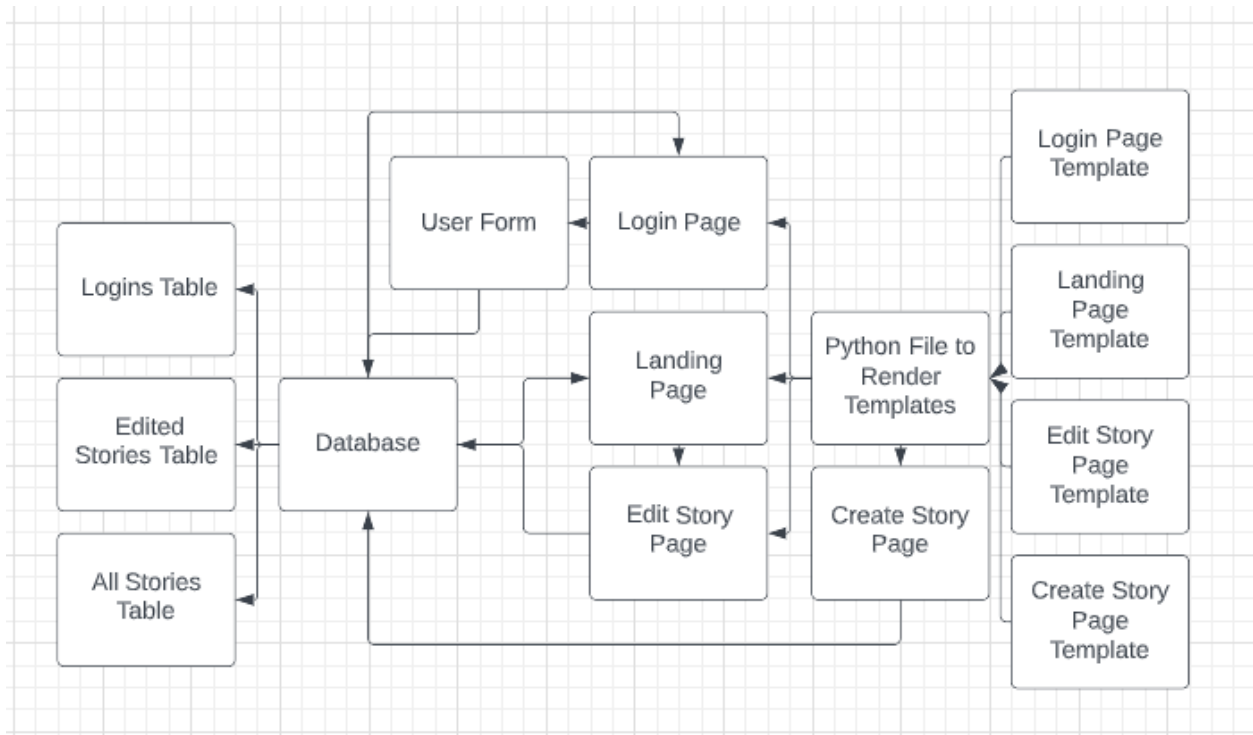 Login Page
Template
User Form
Login Page
Logins Table
Landing
Page
Template
Landing
Page
Python File to
Render
Templates
Edited
Stories Table
Database
Edit Story
Page
Template
Edit Story
Page
Create Story
Page
All Stories
Table
Create Story
Page
Template